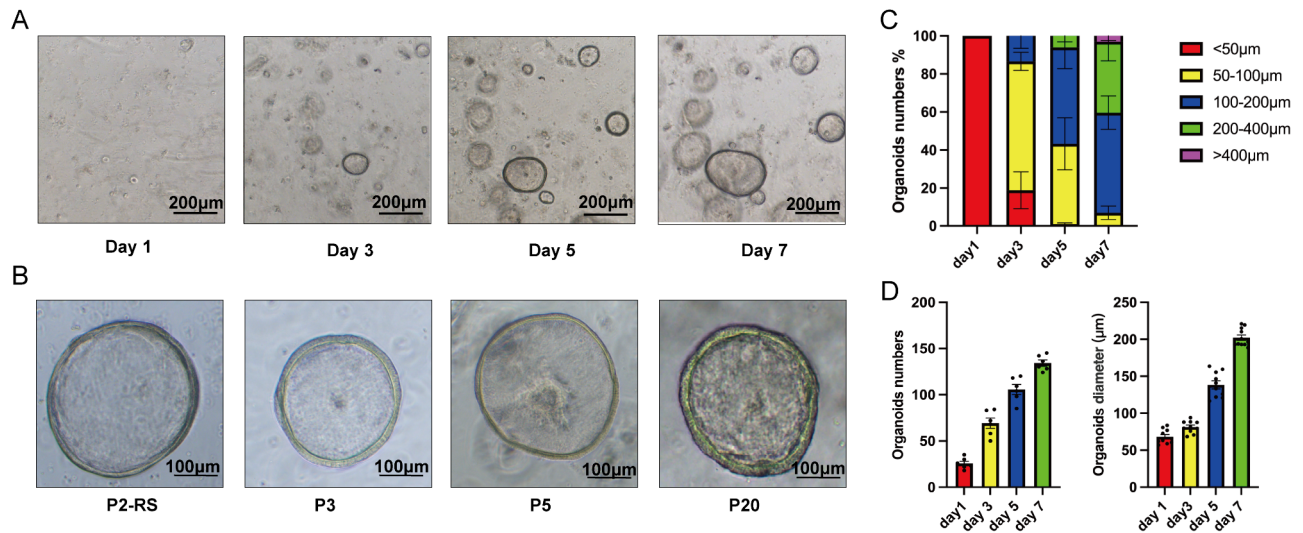 A
200µm
200µm
200µm
200µm
Day 1
Day 3
Day 5
Day 7
B
100µm
100µm
100µm
100µm
P2-RS
P3
P5
P20
C
Organoids numbers %
100
80
60
40
20
0
day1
day3
day5
day7
<50µm
50-100µm
100-200µm
200-400µm
>400µm
D
Organoids numbers
200
150
100
50
0
day1
day 3
day 5
day 7
Organoids diameter (µm)
250
200
150
100
50
0
day 1
day3
day 5
day 7